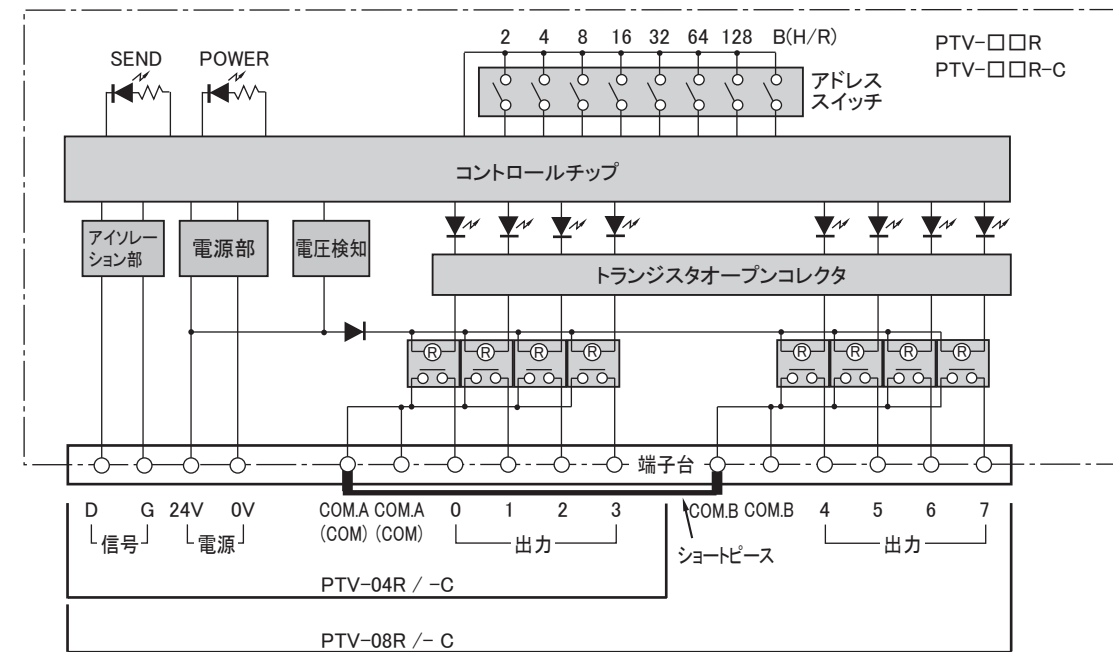 SEND POWER
2 4 8 16 32 64 128 B(H/R)
PTV-□□R
PTV-□□R-C
アドレス
スイッチ
コントロールチップ
アイソレー
ション部
電源部
電圧検知
トランジスタオープンコレクタ
R R R R R R R R
端子台
D G 24V 0V COM.A COM.A 0 1 2 3 COM.B COM.B 4 5 6 7
(COM) (COM)
信号 電源 出力 出力
ショートピース
PTV-04R / -C
PTV-08R /- C